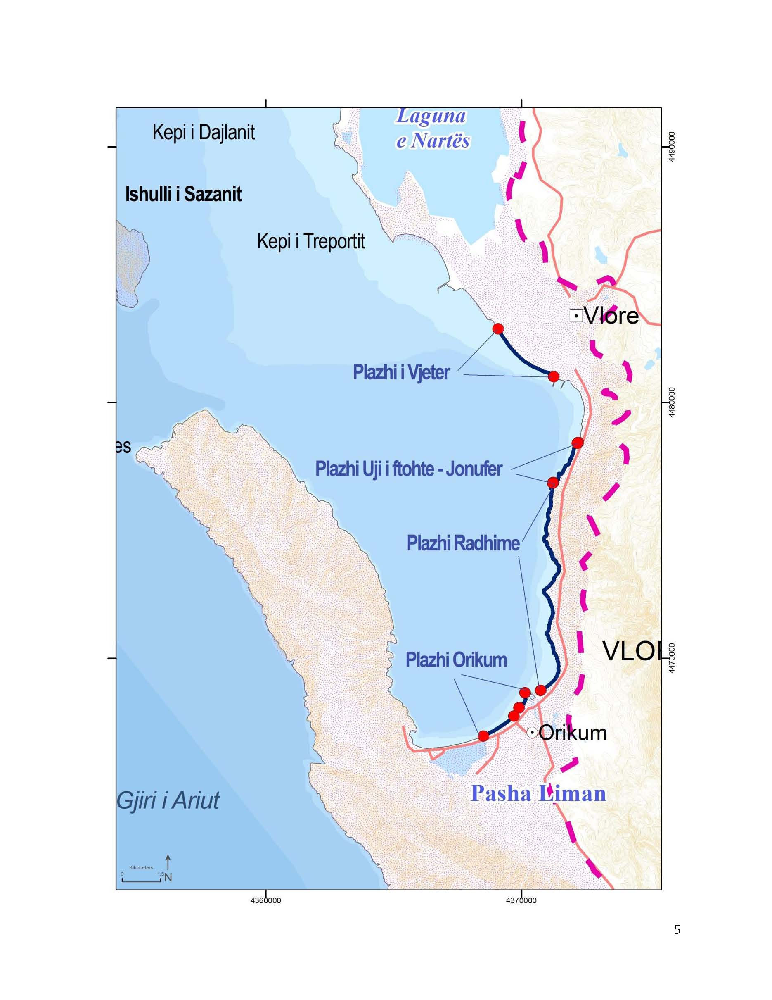 Laguna
e Nartës
Kepi i Dajlanit
4490000
Ishulli i Sazanit
Kepi i Treportit
Vlore
Plazhi i Vjeter
4480000
es
Plazhi Uji i ftohte - Jonufer
Plazhi Radhime
VLO
4470000
Plazhi Orikum
Orikum
Pasha Liman
Gjiri i Ariut
Kilometers
0 1.5
N
4360000 4370000
5